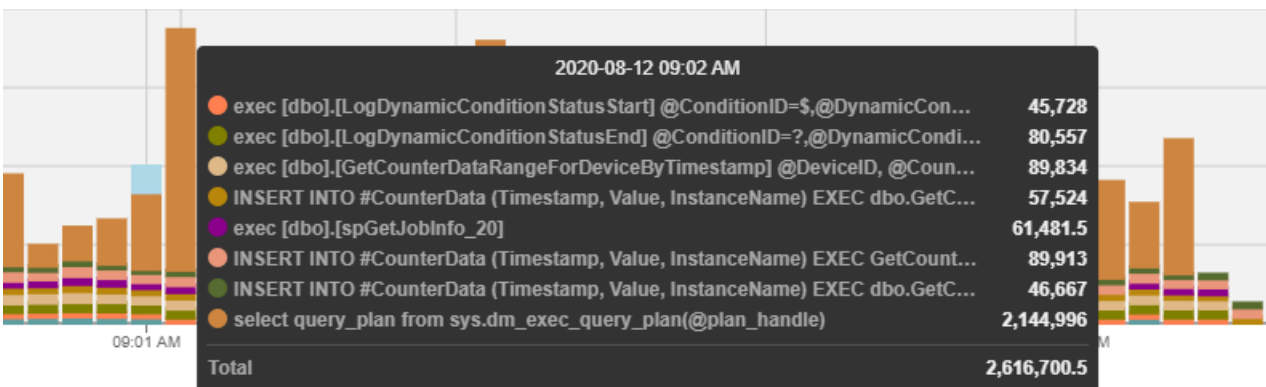 2020-08-12 09:02 AM
exec [dbo].[LogDynamicConditionStatusStart] @ConditionID=$,@DynamicCon... 45,728
exec [dbo].[LogDynamicConditionStatusEnd] @ConditionID=?,@DynamicCondi... 80,557
exec [dbo].[GetCounterDataRangeForDeviceByTimestamp] @DeviceID, @Coun... 89,834
INSERT INTO #CounterData (Timestamp, Value, InstanceName) EXEC dbo.GetC... 57,524
exec [dbo].[spGetJobInfo_20] 61,481.5
INSERT INTO #CounterData (Timestamp, Value, InstanceName) EXEC GetCount... 89,913
INSERT INTO #CounterData (Timestamp, Value, InstanceName) EXEC dbo.GetC... 46,667
select query_plan from sys.dm_exec_query_plan(@plan_handle) 2,144,996
Total 2,616,700.5
09:01 AM